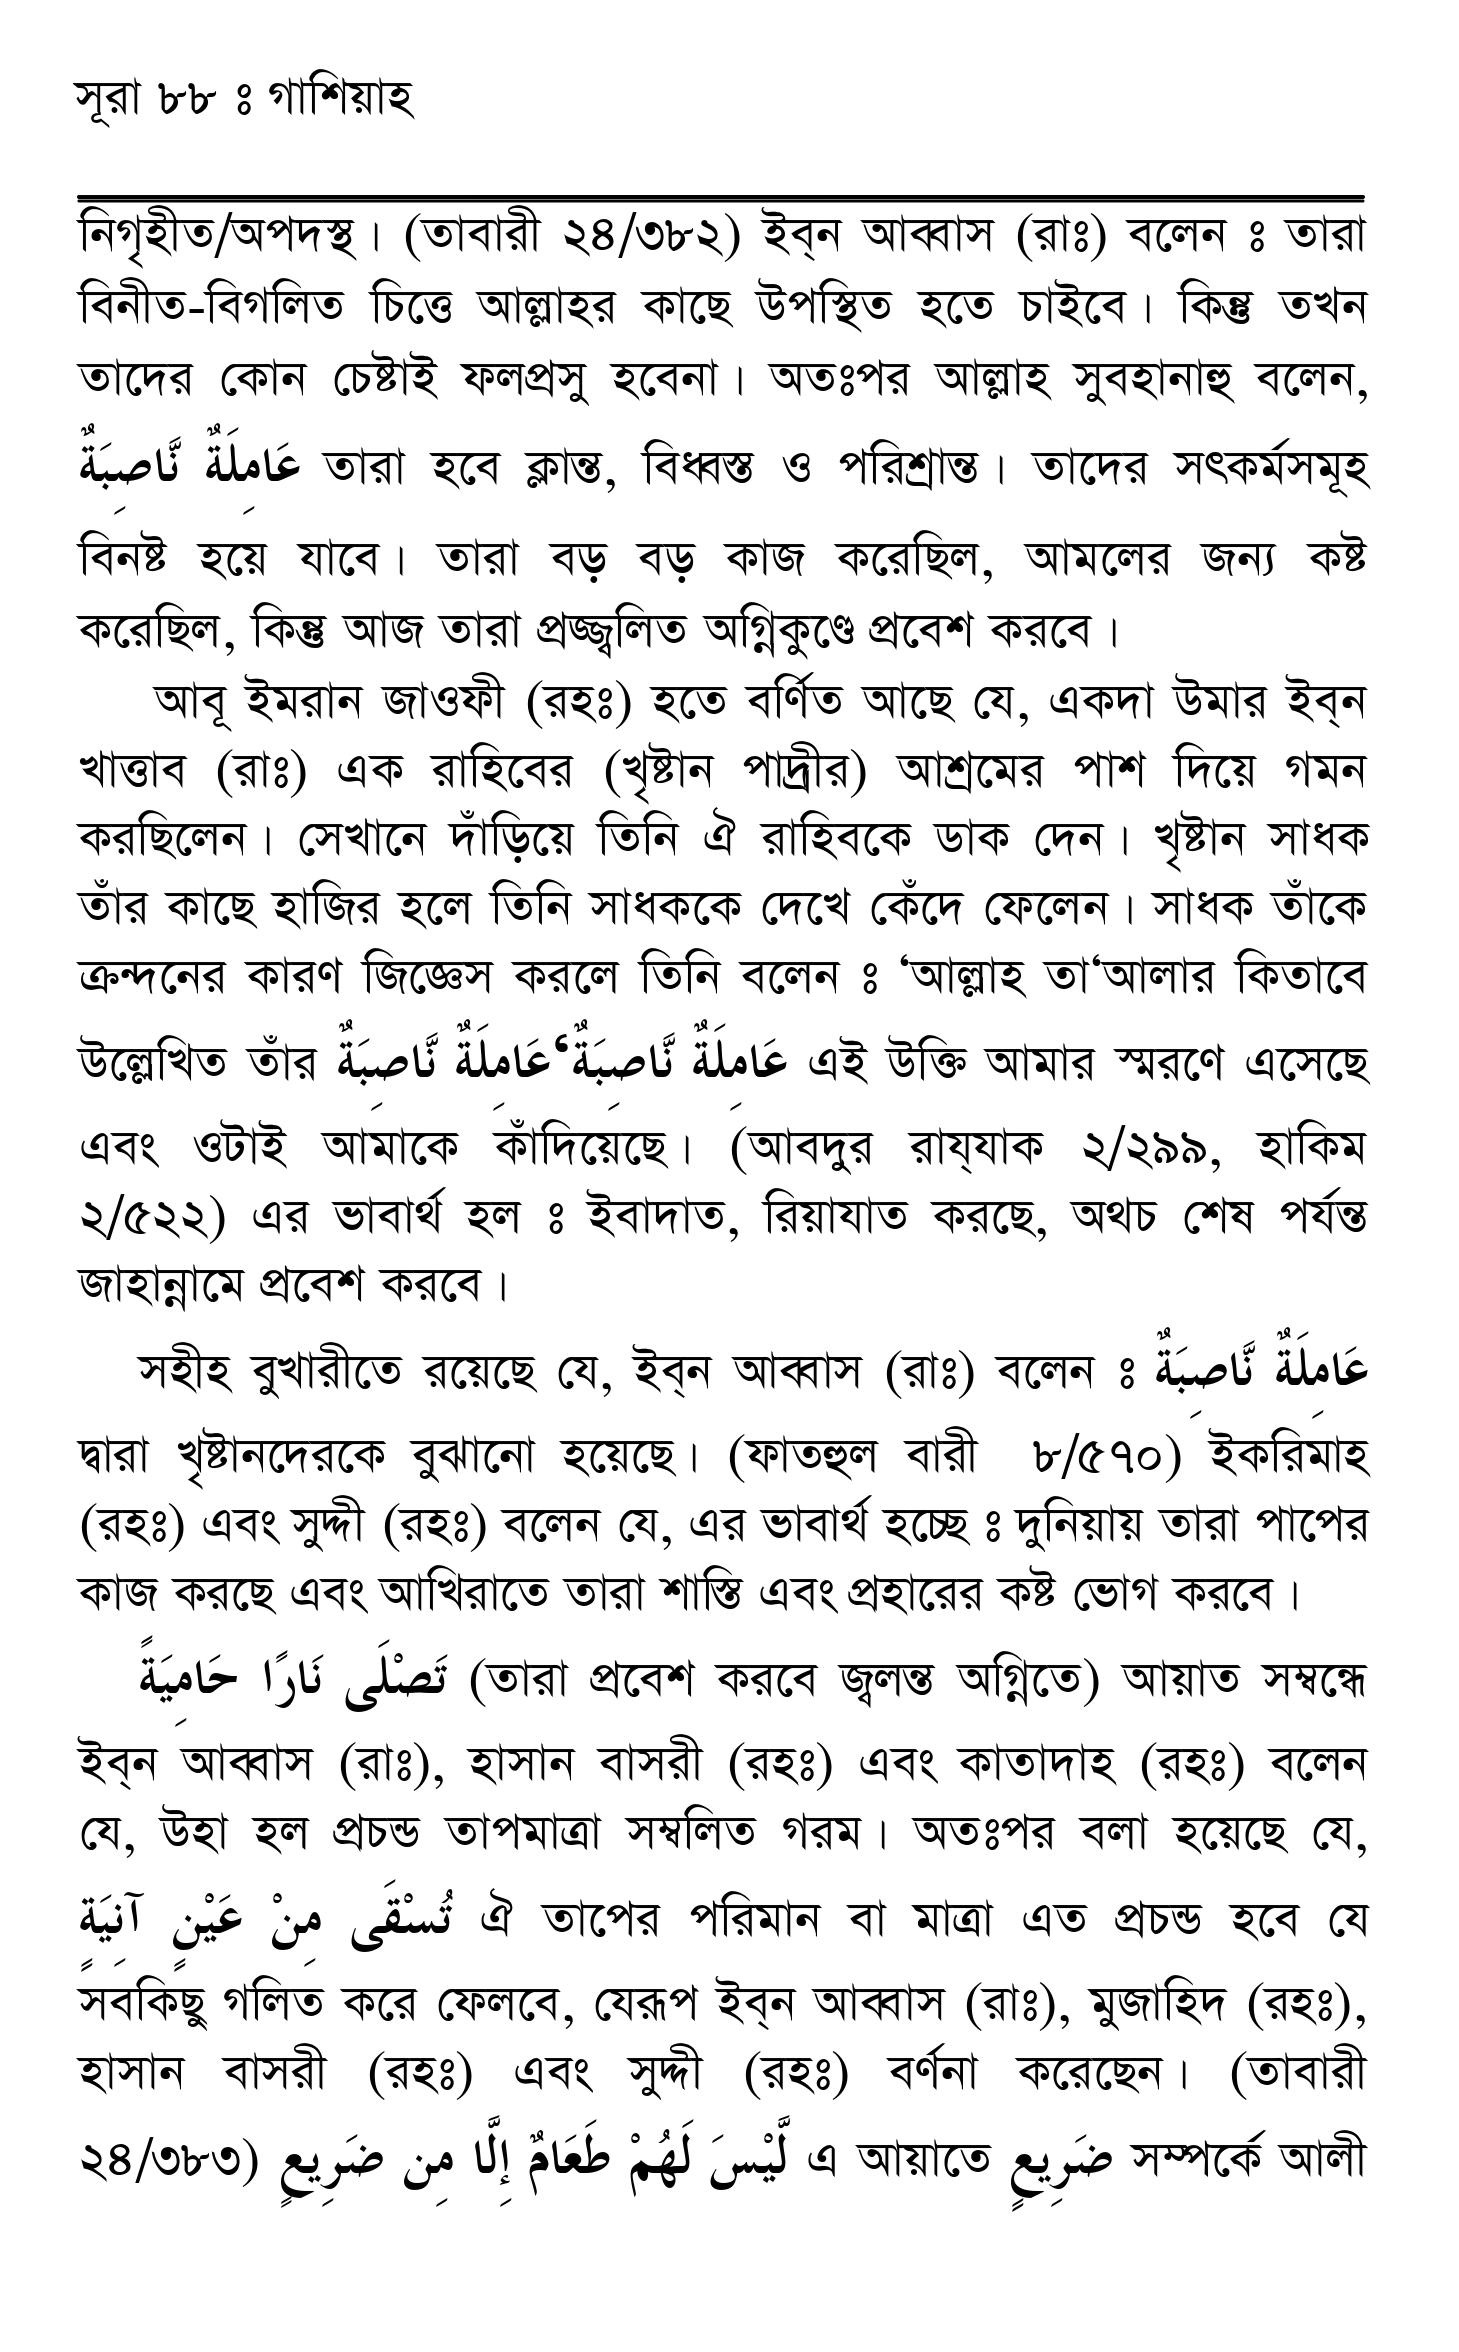 সূরা ৮৮ ঃ গাশিয়াহ
নিগৃহীত/অপদস্থ। (তাবারী ২৪/৩৮২) ইব্‌ন আব্বাস (রাঃ) বলেন ঃ তারা
বিনীত-বিগলিত চিত্তে আল্লাহর কাছে উপস্থিত হতে চাইবে। কিন্তু তখন
তাদের কোন চেষ্টাই ফলপ্রসু হবেনা। অতঃপর আল্লাহ সুবহানাহু বলেন,
عَامِلَةٌ نَّاصِبَةٌ তারা হবে ক্লান্ত, বিধ্বস্ত ও পরিশ্রান্ত। তাদের সৎকর্মসমূহ
বিনষ্ট হয়ে যাবে। তারা বড় বড় কাজ করেছিল, আমলের জন্য কষ্ট
করেছিল, কিন্তু আজ তারা প্রজ্জ্বলিত অগ্নিকুণ্ডে প্রবেশ করবে।
আবূ ইমরান জাওফী (রহঃ) হতে বর্ণিত আছে যে, একদা উমার ইব্‌ন
খাত্তাব (রাঃ) এক রাহিবের (খৃষ্টান পাদ্রীর) আশ্রমের পাশ দিয়ে গমন
করছিলেন। সেখানে দাঁড়িয়ে তিনি ঐ রাহিবকে ডাক দেন। খৃষ্টান সাধক
তাঁর কাছে হাজির হলে তিনি সাধককে দেখে কেঁদে ফেলেন। সাধক তাঁকে
ক্রন্দনের কারণ জিজ্ঞেস করলে তিনি বলেন ঃ ‘আল্লাহ তা‘আলার কিতাবে
উল্লেখিত তাঁর عَامِلَةٌ نَّاصِبَةٌ‘عَامِلَةٌ نَّاصِبَةٌ এই উক্তি আমার স্মরণে এসেছে
এবং ওটাই আমাকে কাঁদিয়েছে। (আবদুর রায্‌যাক ২/২৯৯, হাকিম
২/৫২২) এর ভাবার্থ হল ঃ ইবাদাত, রিয়াযাত করছে, অথচ শেষ পর্যন্ত
জাহান্নামে প্রবেশ করবে।
সহীহ বুখারীতে রয়েছে যে, ইব্‌ন আব্বাস (রাঃ) বলেন ঃ عَامِلَةٌ نَّاصِبَةٌ
দ্বারা খৃষ্টানদেরকে বুঝানো হয়েছে। (ফাতহুল বারী ৮/৫৭০) ইকরিমাহ
(রহঃ) এবং সুদ্দী (রহঃ) বলেন যে, এর ভাবার্থ হচ্ছে ঃ দুনিয়ায় তারা পাপের
কাজ করছে এবং আখিরাতে তারা শাস্তি এবং প্রহারের কষ্ট ভোগ করবে।
تَصْلَى نَارًا حَامِيَةً (তারা প্রবেশ করবে জ্বলন্ত অগ্নিতে) আয়াত সম্বন্ধে
ইব্‌ন আব্বাস (রাঃ), হাসান বাসরী (রহঃ) এবং কাতাদাহ (রহঃ) বলেন
যে, উহা হল প্রচন্ড তাপমাত্রা সম্বলিত গরম। অতঃপর বলা হয়েছে যে,
تُسْقَى مِنْ عَيْنٍ آنِيَةٍ ঐ তাপের পরিমান বা মাত্রা এত প্রচন্ড হবে যে
সবকিছু গলিত করে ফেলবে, যেরূপ ইব্‌ন আব্বাস (রাঃ), মুজাহিদ (রহঃ),
হাসান বাসরী (রহঃ) এবং সুদ্দী (রহঃ) বর্ণনা করেছেন। (তাবারী
২৪/৩৮৩) لَّيْسَ لَهُمْ طَعَامٌ إِلَّا مِن ضَرِيعٍ এ আয়াতে ضَرِيعٍ সম্পর্কে আলী